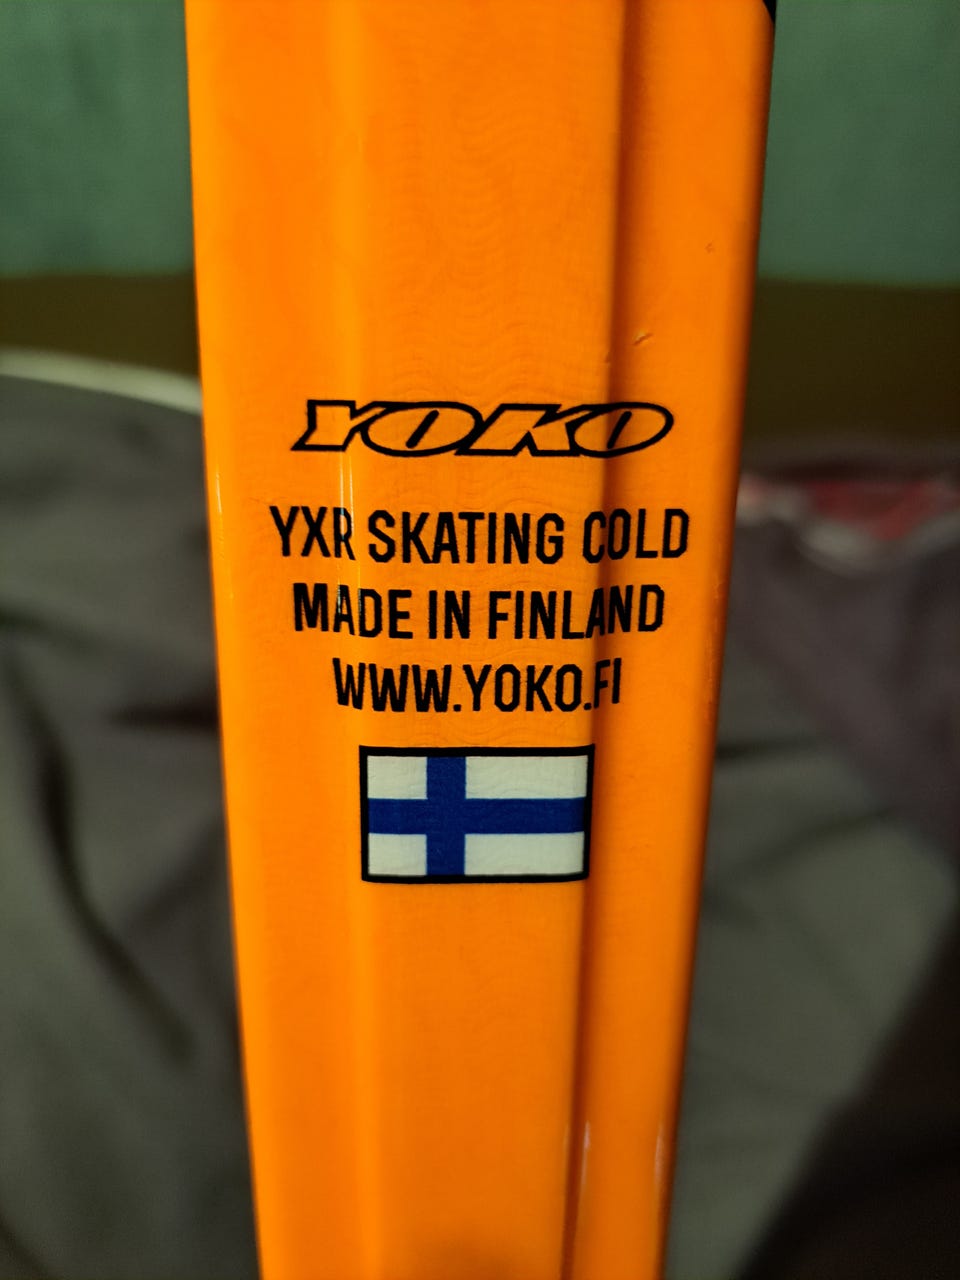 YOKO
YXR SKATING COLD
MADE IN FINLAND
WWW.YOKO.FI